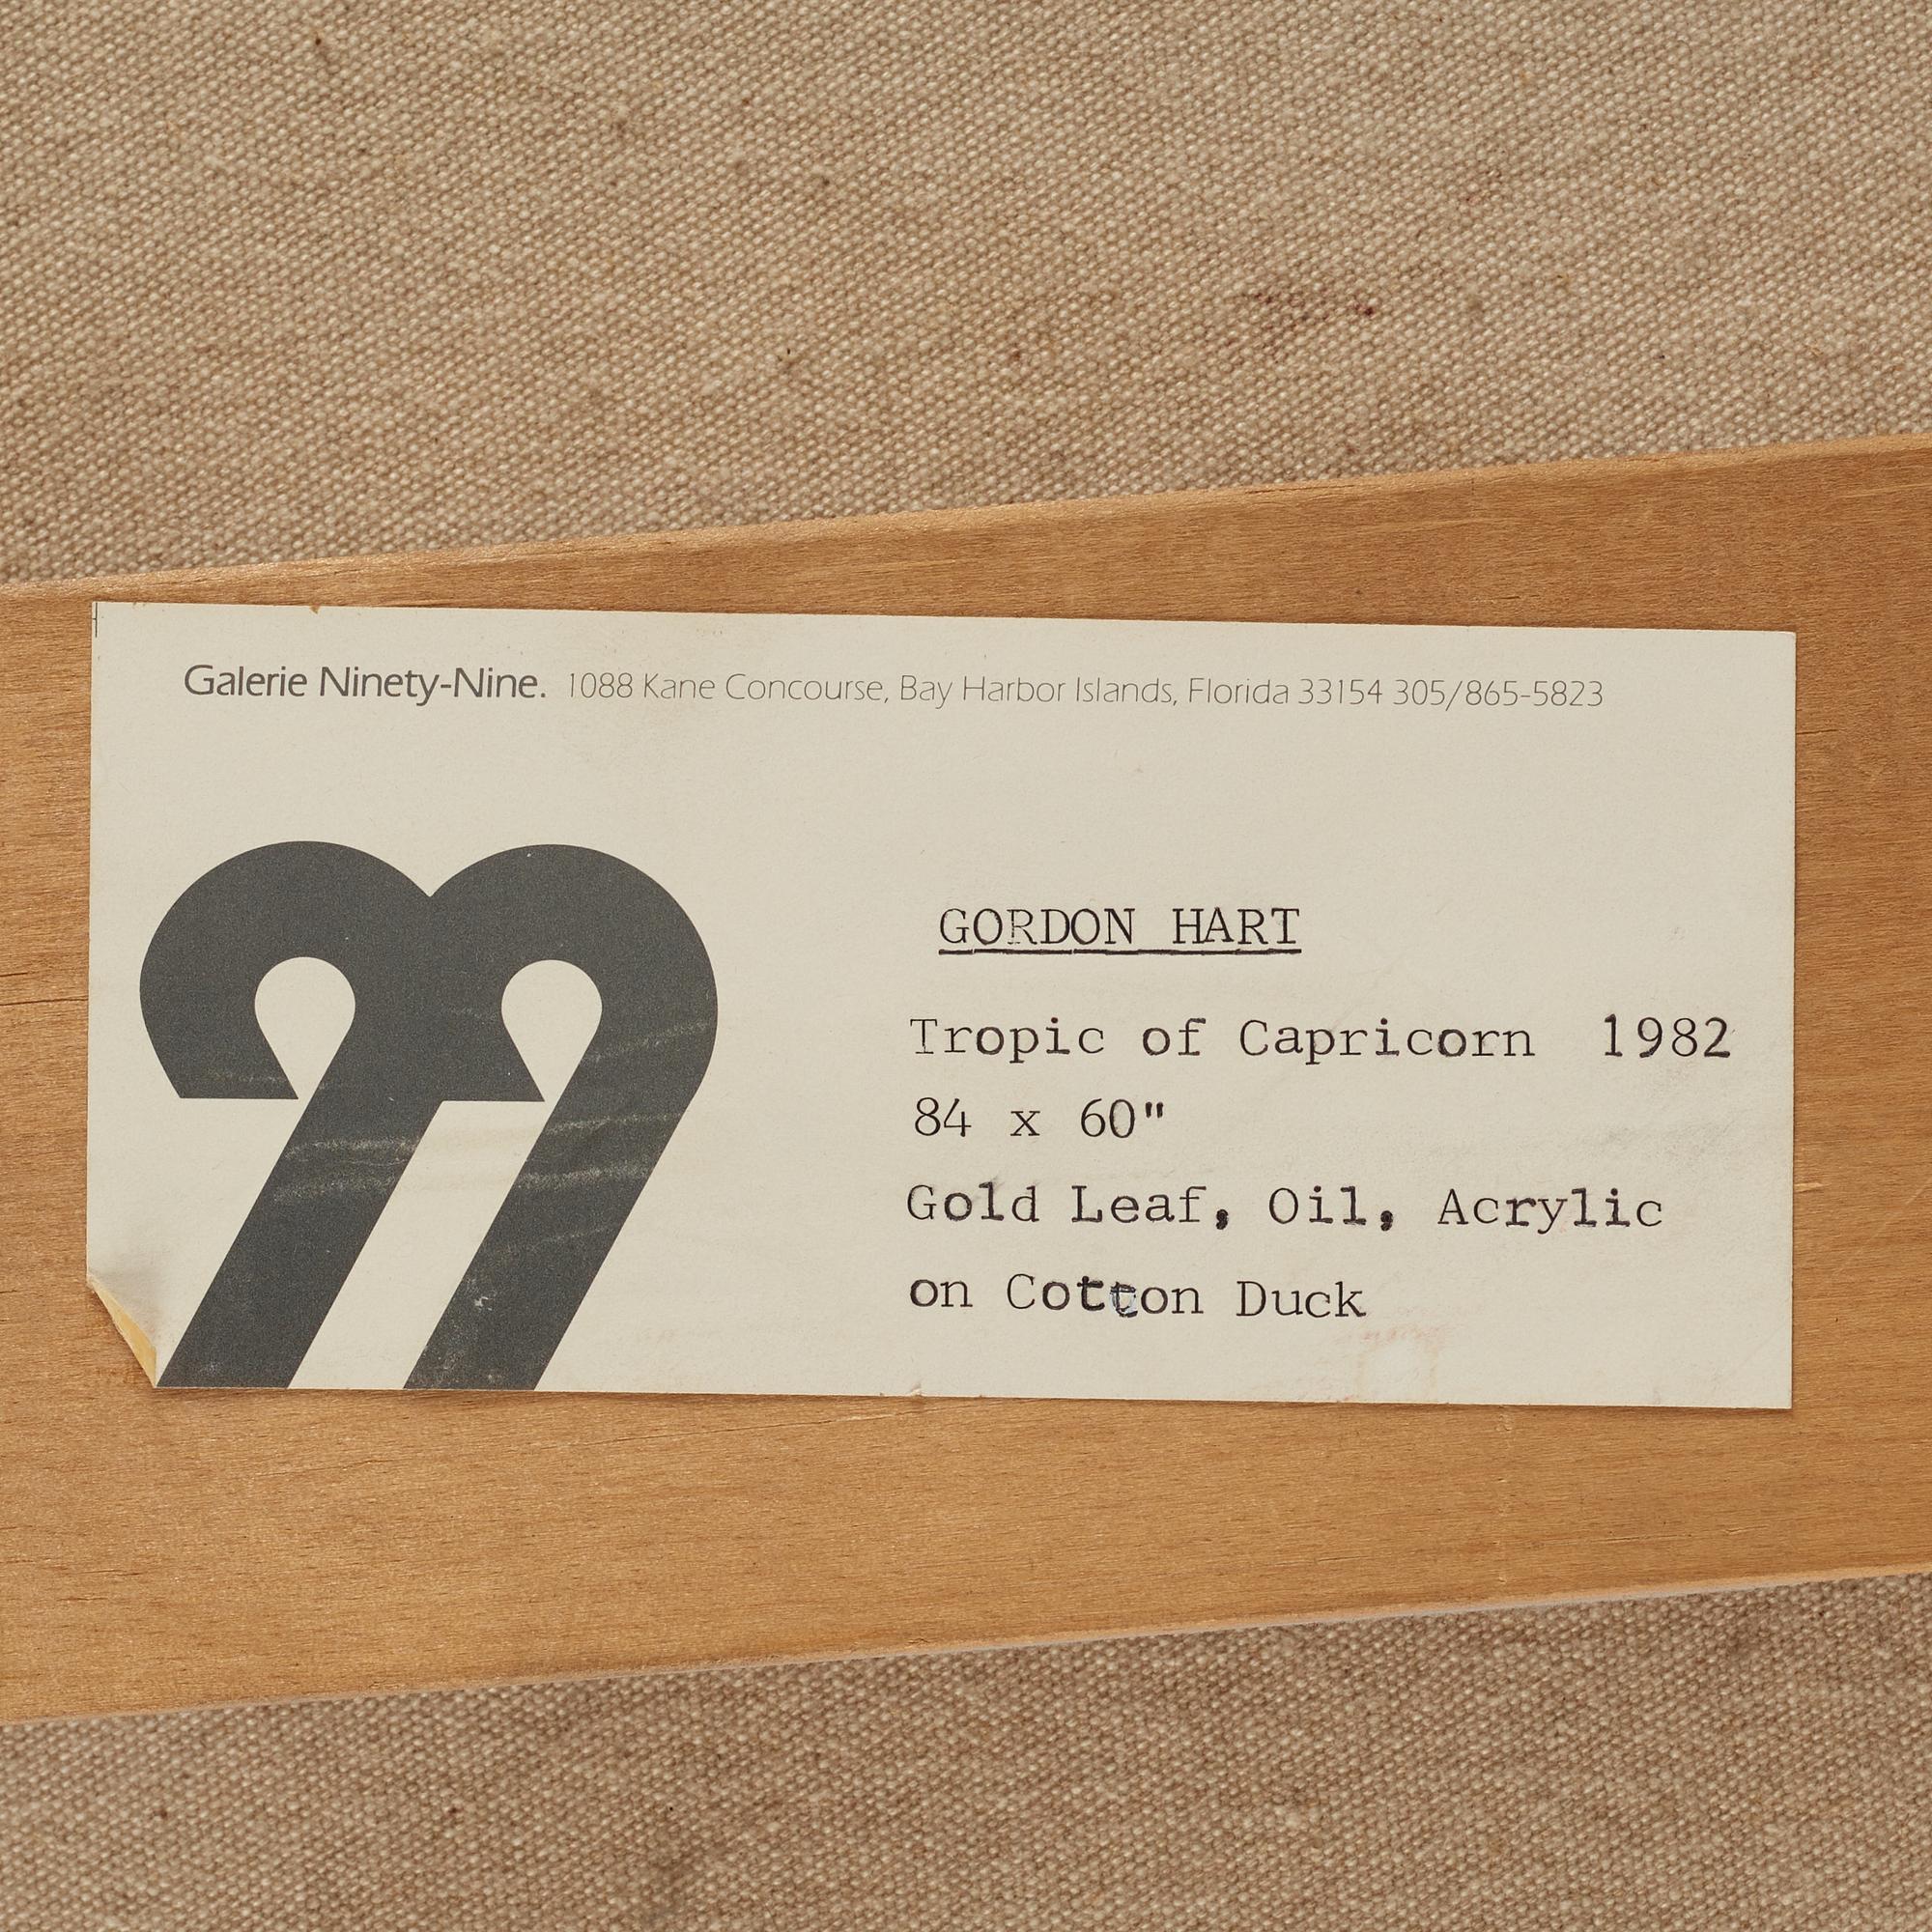 Galerie Ninety-Nine. 1088 Kane Concourse, Bay Harbor Islands, Florida 33154 305/865-5823
99
GORDON HART
Tropic of Capricorn 1982
84 x 60"
Gold Leaf, Oil, Acrylic
on Cotton Duck